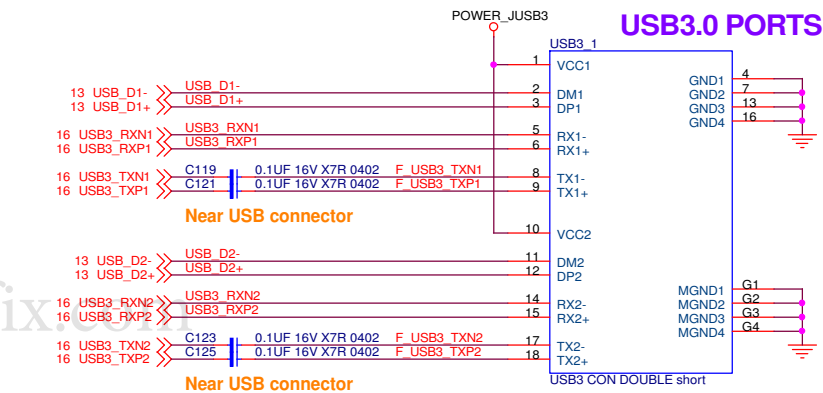 POWER_JUSB3
USB3.0 PORTS
USB3_1
1 VCC1
4 GND1
13 USB_D1- USB_D1- 2 DM1
7 GND2
13 USB_D1+ USB_D1+ 3 DP1
13 GND3
16 GND4
16 USB3_RXN1 USB3_RXN1 5 RX1-
16 USB3_RXP1 USB3_RXP1 6 RX1+
16 USB3_TXN1 C119 0.1UF 16V X7R 0402 F_USB3_TXN1 8 TX1-
16 USB3_TXP1 C121 0.1UF 16V X7R 0402 F_USB3_TXP1 9 TX1+
Near USB connector
10 VCC2
13 USB_D2- USB_D2- 11 DM2
13 USB_D2+ USB_D2+ 12 DP2
MGND1 G1
16 USB3_RXN2 USB3_RXN2 14 RX2- MGND2 G2
16 USB3_RXP2 USB3_RXP2 15 RX2+ MGND3 G3
MGND4 G4
ix.com
16 USB3_TXN2 C123 0.1UF 16V X7R 0402 F_USB3_TXN2 17 TX2-
16 USB3_TXP2 C125 0.1UF 16V X7R 0402 F_USB3_TXP2 18 TX2+
Near USB connector
USB3 CON DOUBLE short